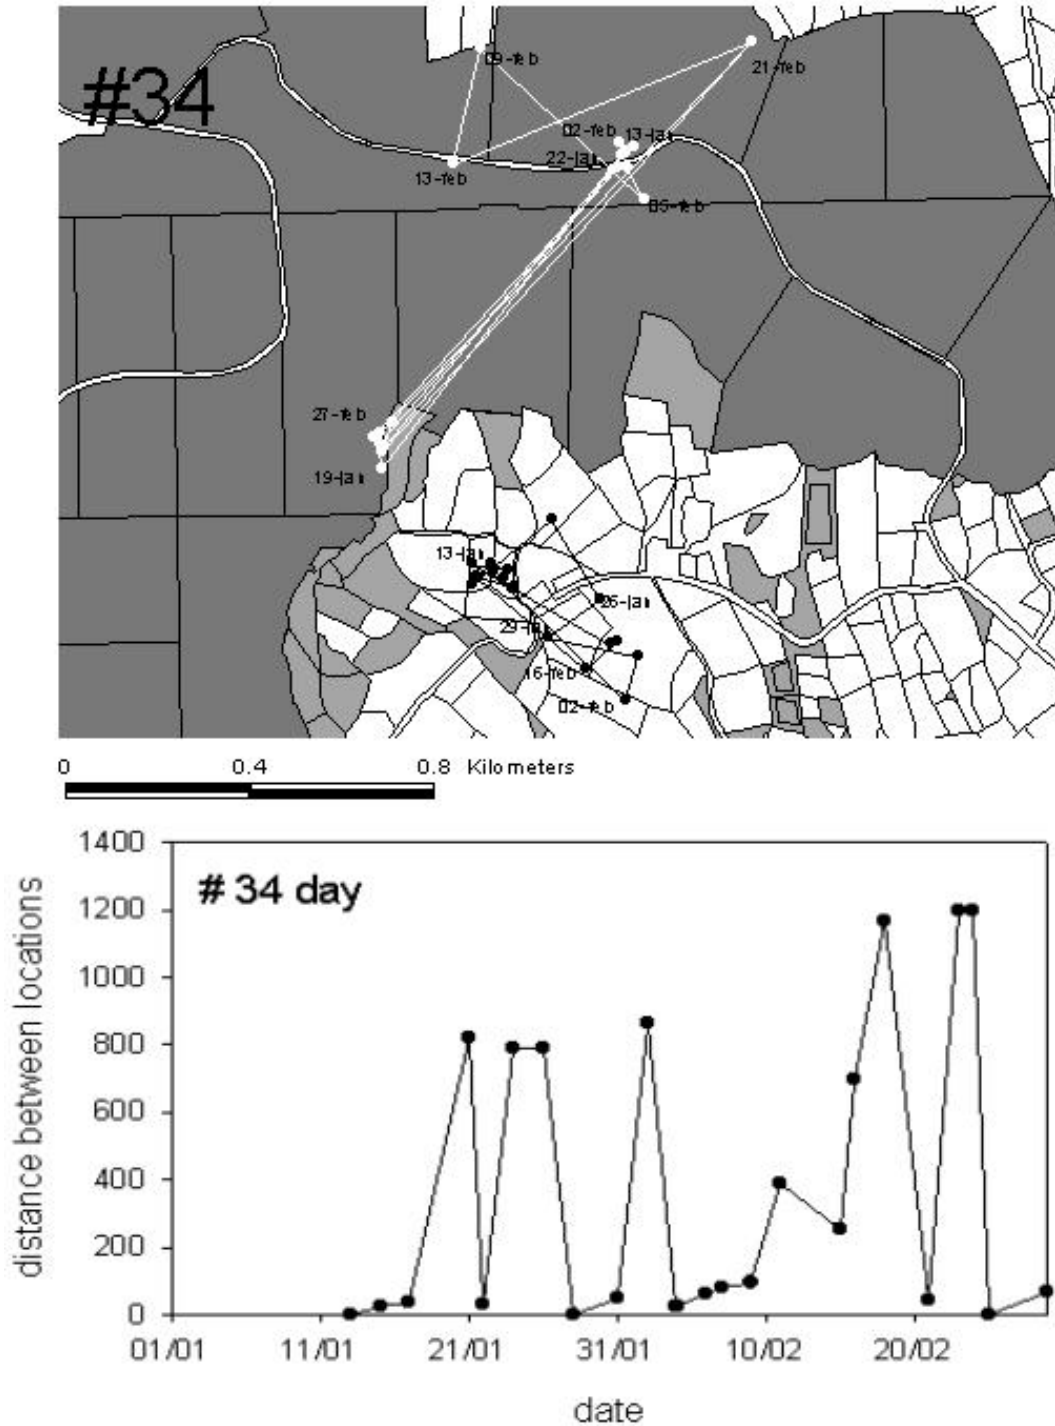 09-feb
21-feb
#34
02-feb
13-jan
22-jan
13-feb
05-feb
27-feb
19-jan
13-jan
26-jan
16-feb
02-feb
0 0.4 0.8 Kilometers
1400
# 34 day
1200
1000
800
600
400
200
0
distance between locations
01/01 11/01 21/01 31/01 10/02 20/02
date